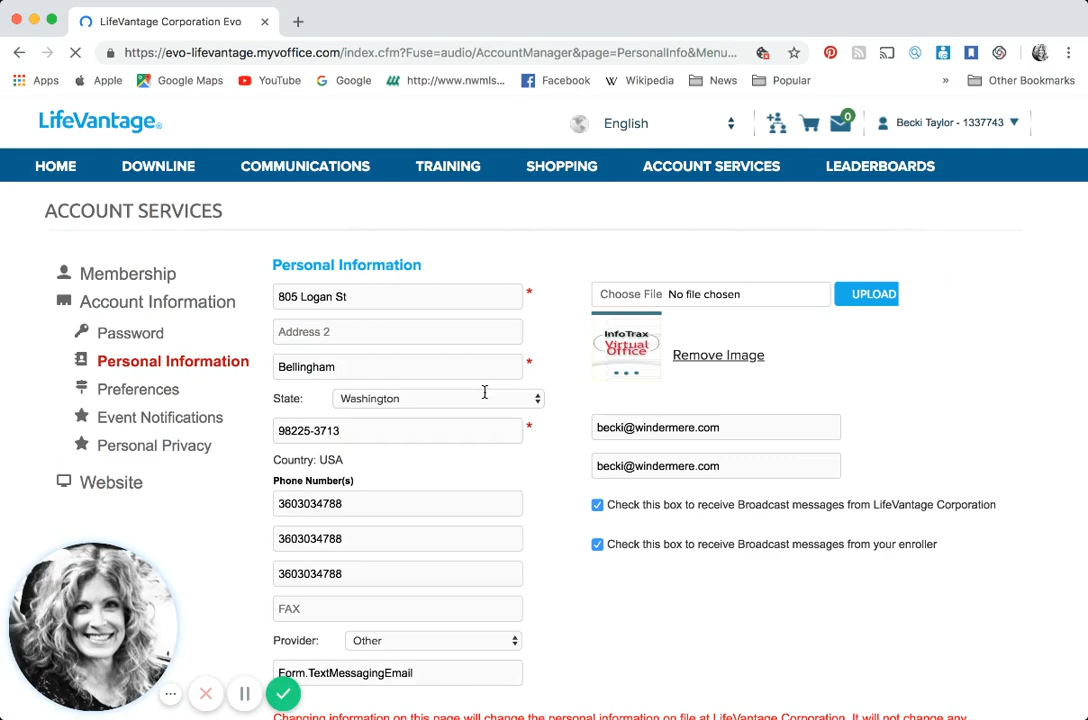 LifeVantage Corporation Evo
https://evo-lifevantage.myvoffice.com/index.cfm?Fuse=audio/AccountManager&page=PersonalInfo&Menu...
Apps Apple Google Maps YouTube Google http://www.nwmls... Facebook Wikipedia News Popular » Other Bookmarks
LifeVantage® English 0 Becki Taylor - 1337743
HOME DOWNLINE COMMUNICATIONS TRAINING SHOPPING ACCOUNT SERVICES LEADERBOARDS
ACCOUNT SERVICES
Membership
Account Information
Password
Personal Information
Preferences
Event Notifications
Personal Privacy
Website
Personal Information
805 Logan St *
Address 2
Bellingham *
State: Washington
98225-3713 *
Country: USA
Phone Number(s)
3603034788
3603034788
3603034788
FAX
Provider: Other
Form.TextMessagingEmail
Choose File No file chosen UPLOAD
InfoTrax
Virtual
Office
Remove Image
becki@windermere.com
becki@windermere.com
Check this box to receive Broadcast messages from LifeVantage Corporation
Check this box to receive Broadcast messages from your enroller
Changing information on this page will change the personal information on file at LifeVantage Corporation. It will not change any